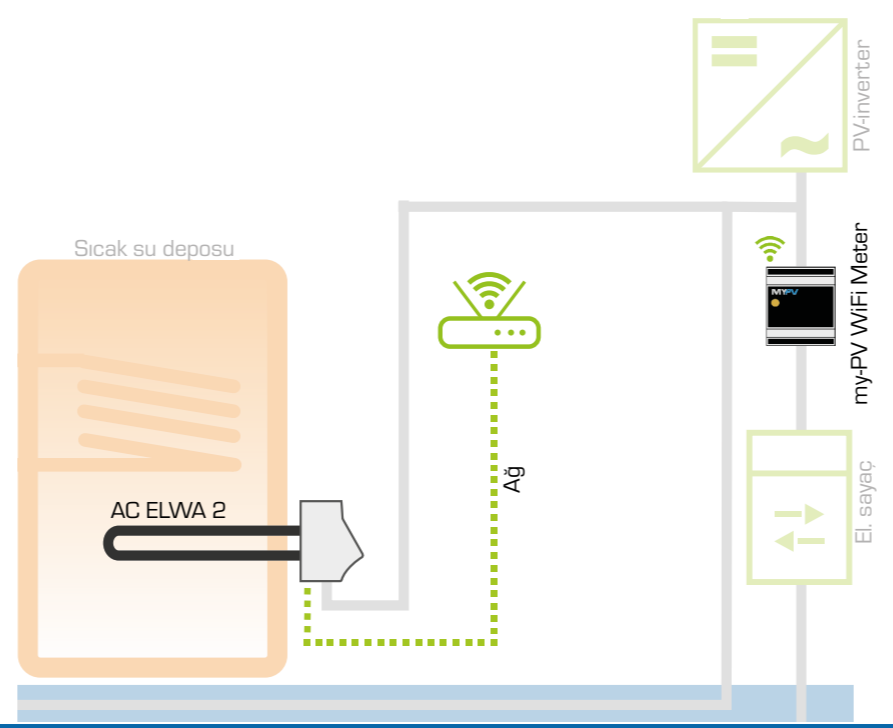 PV-inverter
Sıcak su deposu
my-PV WiFi Meter
MYPV
Ağ
AC ELWA 2
El. sayaç